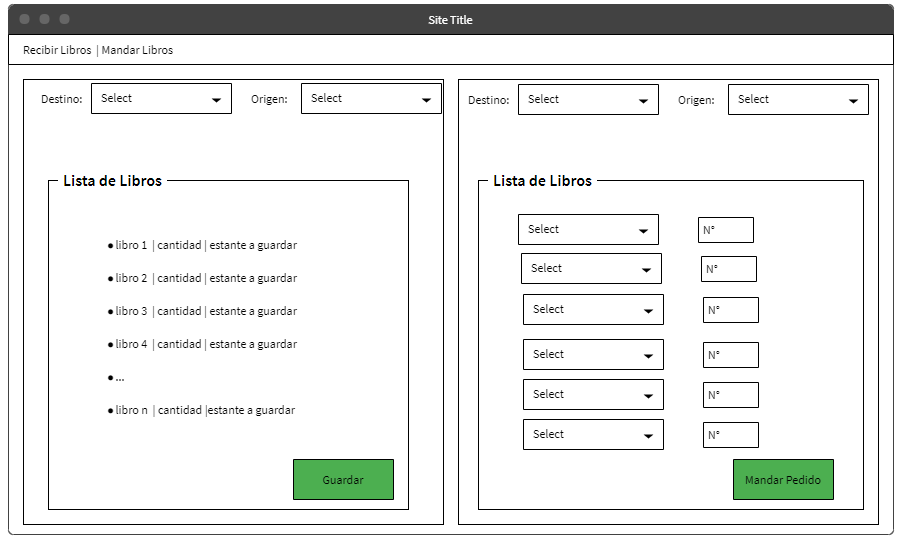 Site Title
Recibir Libros | Mandar Libros
Destino: Select Origen: Select
Lista de Libros
● libro 1 | cantidad | estante a guardar
● libro 2 | cantidad | estante a guardar
● libro 3 | cantidad | estante a guardar
● libro 4 | cantidad | estante a guardar
● ...
● libro n | cantidad |estante a guardar
Guardar
Destino: Select Origen: Select
Lista de Libros
Select N°
Select N°
Select N°
Select N°
Select N°
Select N°
Mandar Pedido